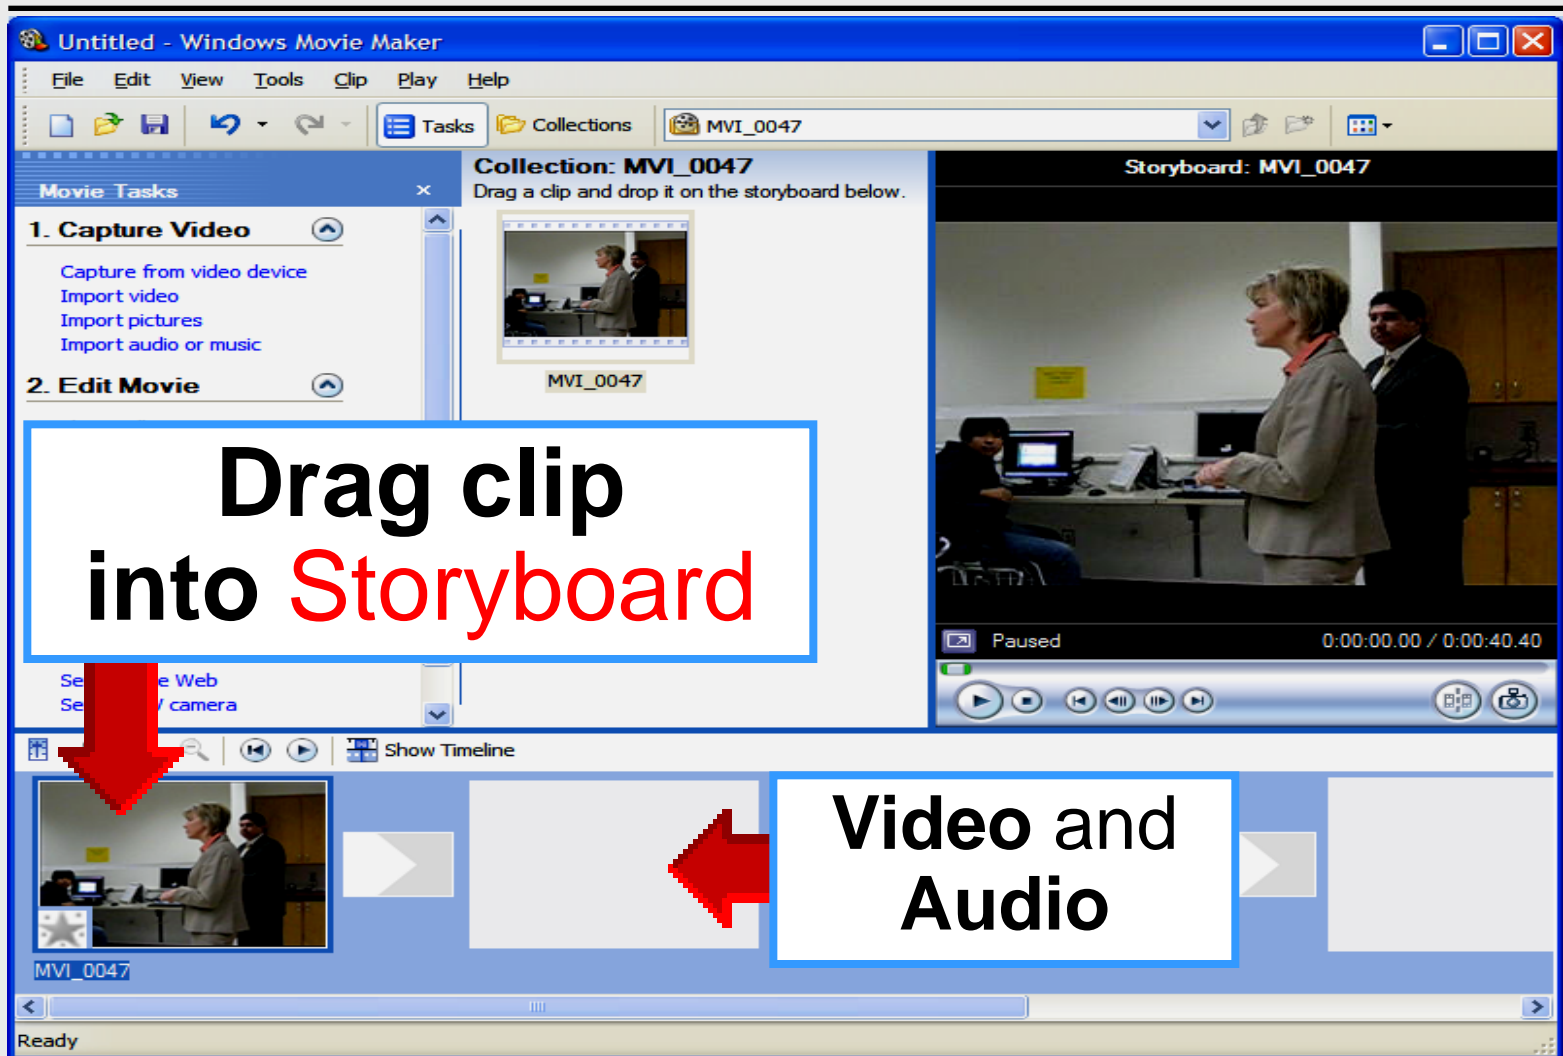 Untitled - Windows Movie Maker
File Edit View Tools Clip Play Help
Tasks Collections MVI_0047
Movie Tasks
1. Capture Video
Capture from video device
Import video
Import pictures
Import audio or music
2. Edit Movie
Collection: MVI_0047
Drag a clip and drop it on the storyboard below.
MVI_0047
Storyboard: MVI_0047
Paused 0:00:00.00 / 0:00:40.40
Drag clip
into Storyboard
Web
camera
Show Timeline
Video and
Audio
MVI_0047
Ready